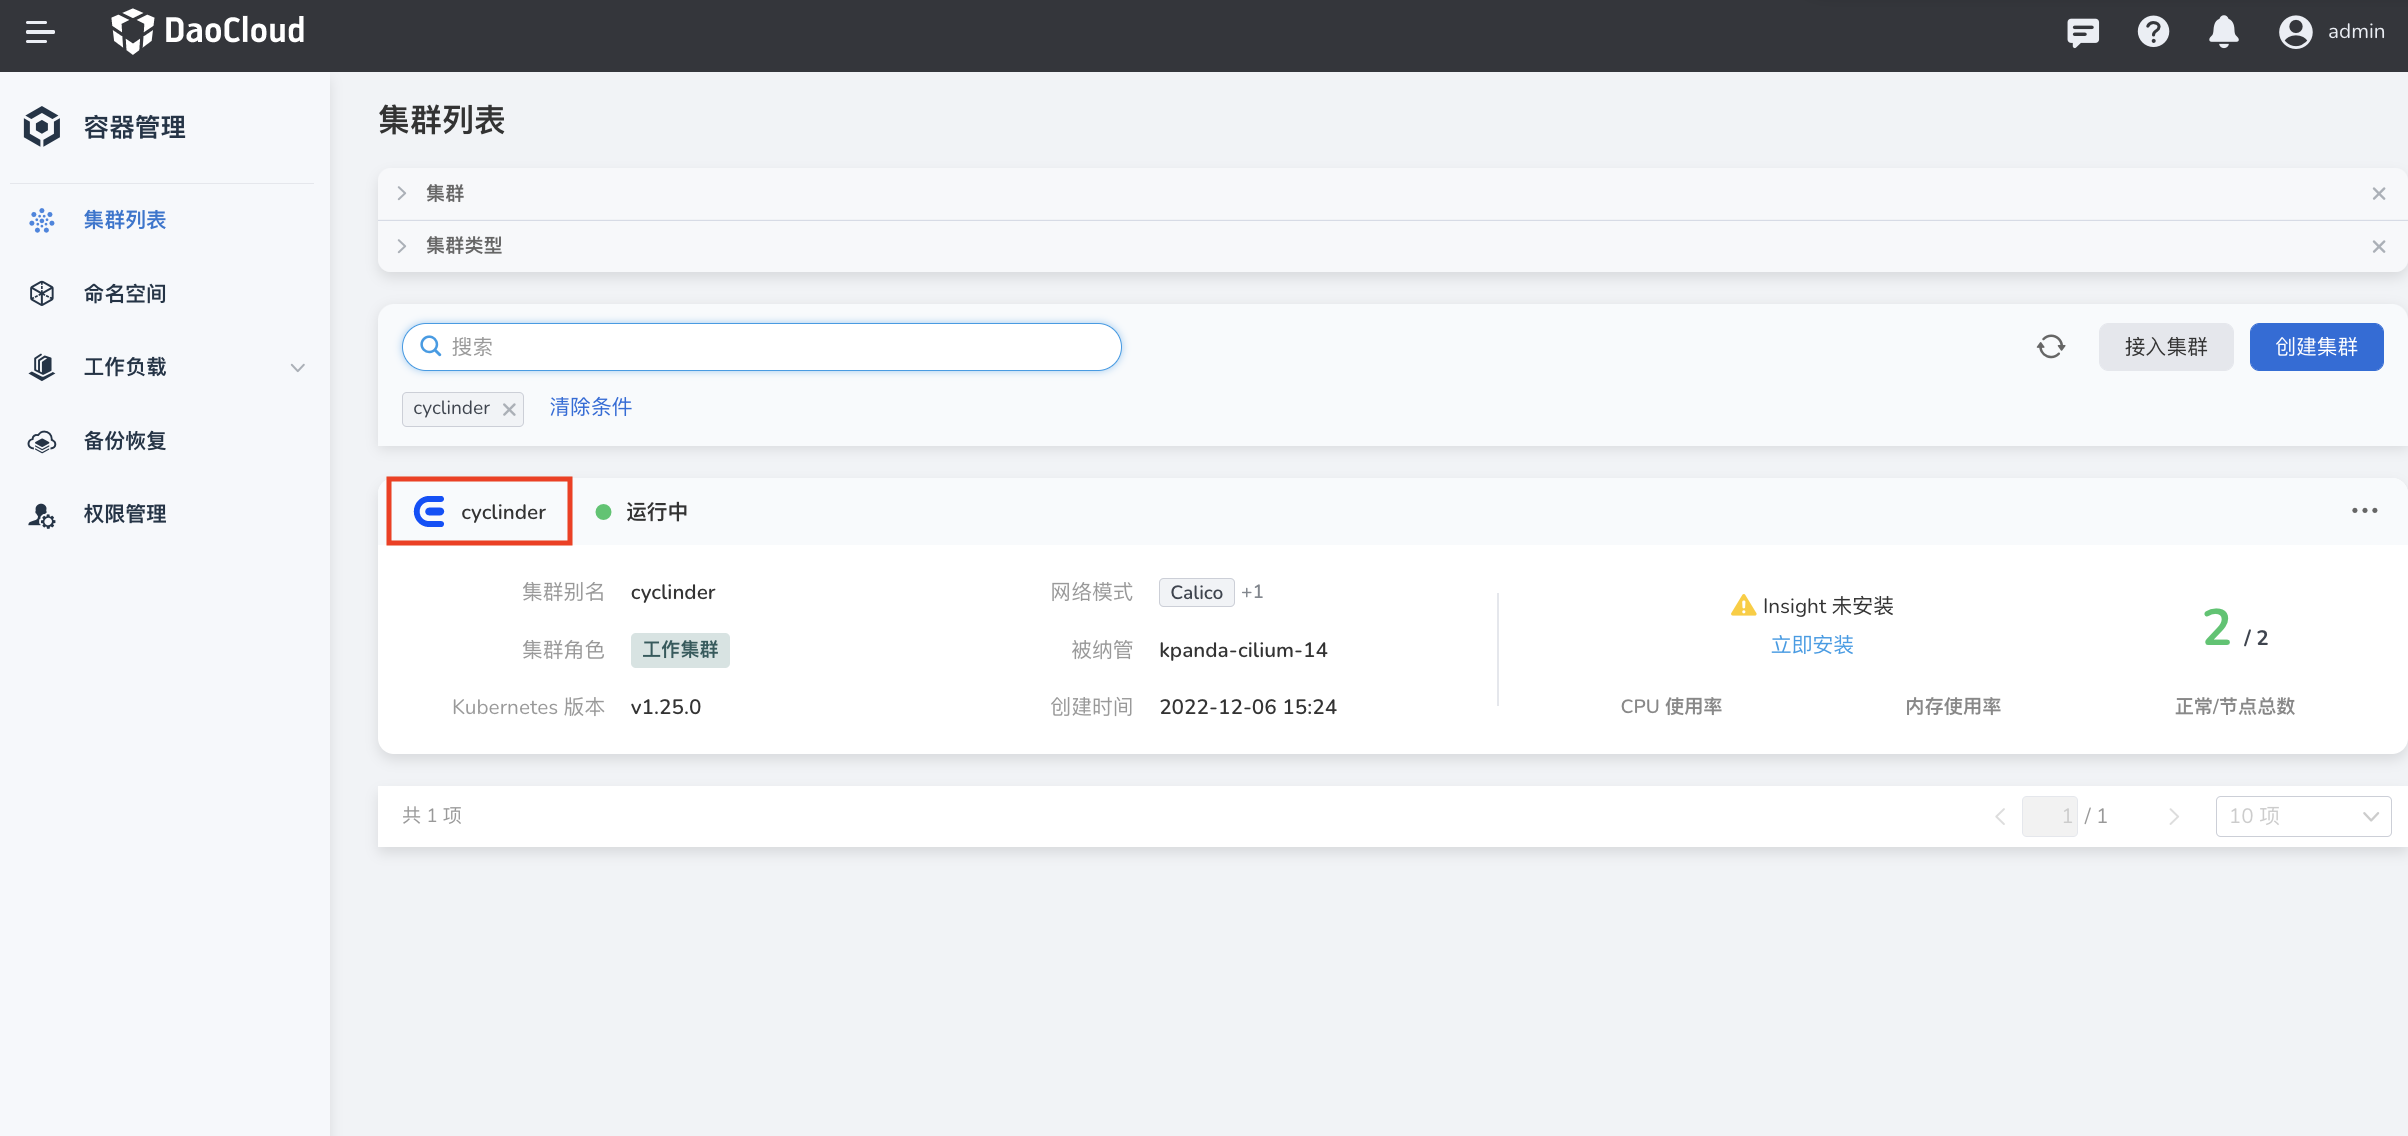 DaoCloud
admin
容器管理
集群列表
命名空间
工作负载
备份恢复
权限管理
集群列表
集群
集群类型
搜索
接入集群
创建集群
cyclinder
清除条件
cyclinder
运行中
集群别名 cyclinder
网络模式 Calico +1
集群角色 工作集群
被纳管 kpanda-cilium-14
Kubernetes 版本 v1.25.0
创建时间 2022-12-06 15:24
Insight 未安装
立即安装
2 / 2
CPU 使用率
内存使用率
正常/节点总数
共 1 项
1 / 1
10 项